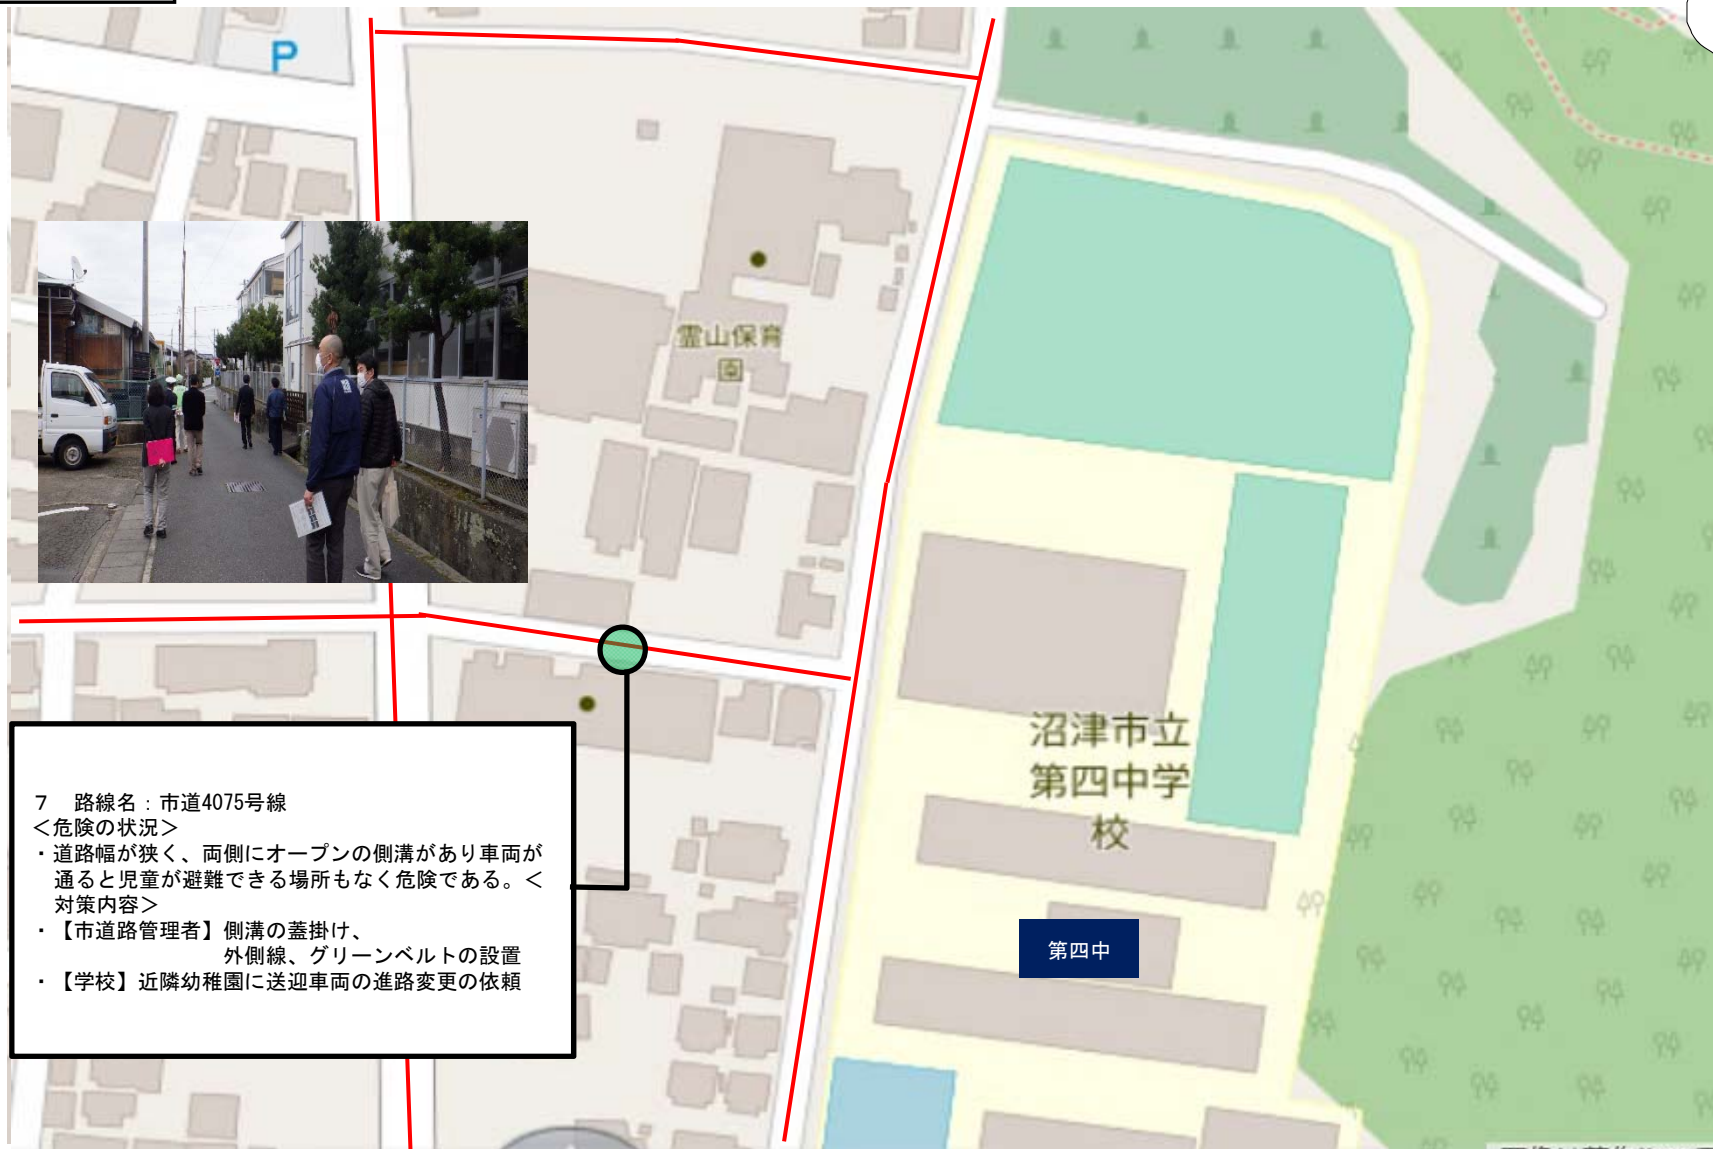 P
霊山保育
園
沼津市立
第四中学
校
第四中
７　路線名：市道4075号線
＜危険の状況＞
・道路幅が狭く、両側にオープンの側溝があり車両が
通ると児童が避難できる場所もなく危険である。＜
対策内容＞
・【市道路管理者】側溝の蓋掛け、
外側線、グリーンベルトの設置
・【学校】近隣幼稚園に送迎車両の進路変更の依頼